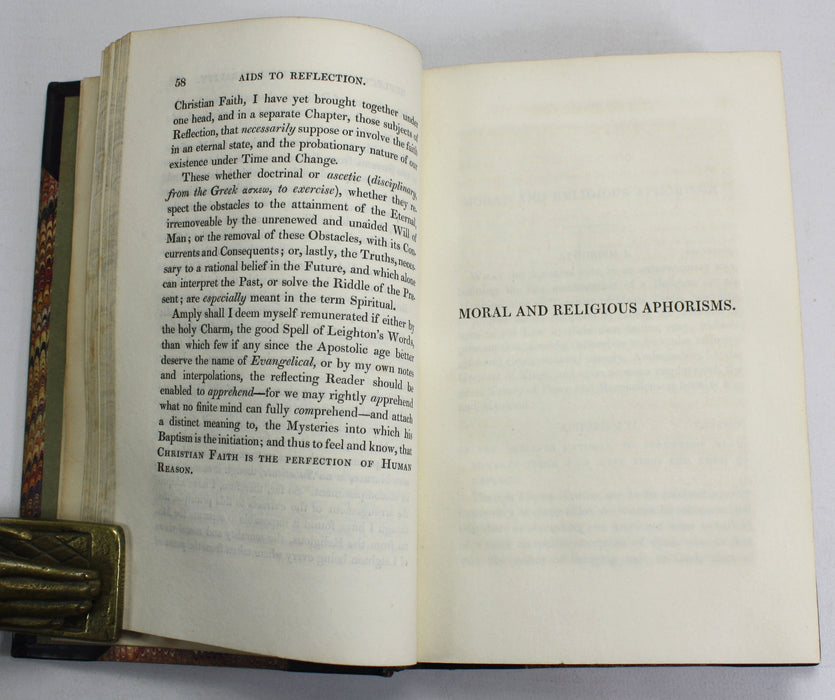 58 AIDS TO REFLECTION.
Christian Faith, I have yet brought together under
one head, and in a separate Chapter, those subjects of
Reflection, that necessarily suppose or involve the faith
in an eternal state, and the probationary nature of our
existence under Time and Change.
These whether doctrinal or ascetic (disciplinary,
from the Greek ασκεω, to exercise), whether they re-
spect the obstacles to the attainment of the Eternal,
irremoveable by the unrenewed and unaided Will of
Man; or the removal of these Obstacles, with its Con-
currents and Consequents; or, lastly, the Truths, neces-
sary to a rational belief in the Future, and which alone
can interpret the Past, or solve the Riddle of the Pre-
sent; are especially meant in the term Spiritual.
Amply shall I deem myself remunerated if either by
the holy Charm, the good Spell of Leighton's Words,
than which few if any since the Apostolic age better
deserve the name of Evangelical, or by my own notes
and interpolations, the reflecting Reader should be
enabled to apprehend—for we may rightly apprehend
what no finite mind can fully comprehend—and attach
a distinct meaning to, the Mysteries into which his
Baptism is the initiation; and thus to feel and know, that
CHRISTIAN FAITH IS THE PERFECTION OF HUMAN
REASON.
MORAL AND RELIGIOUS APHORISMS.